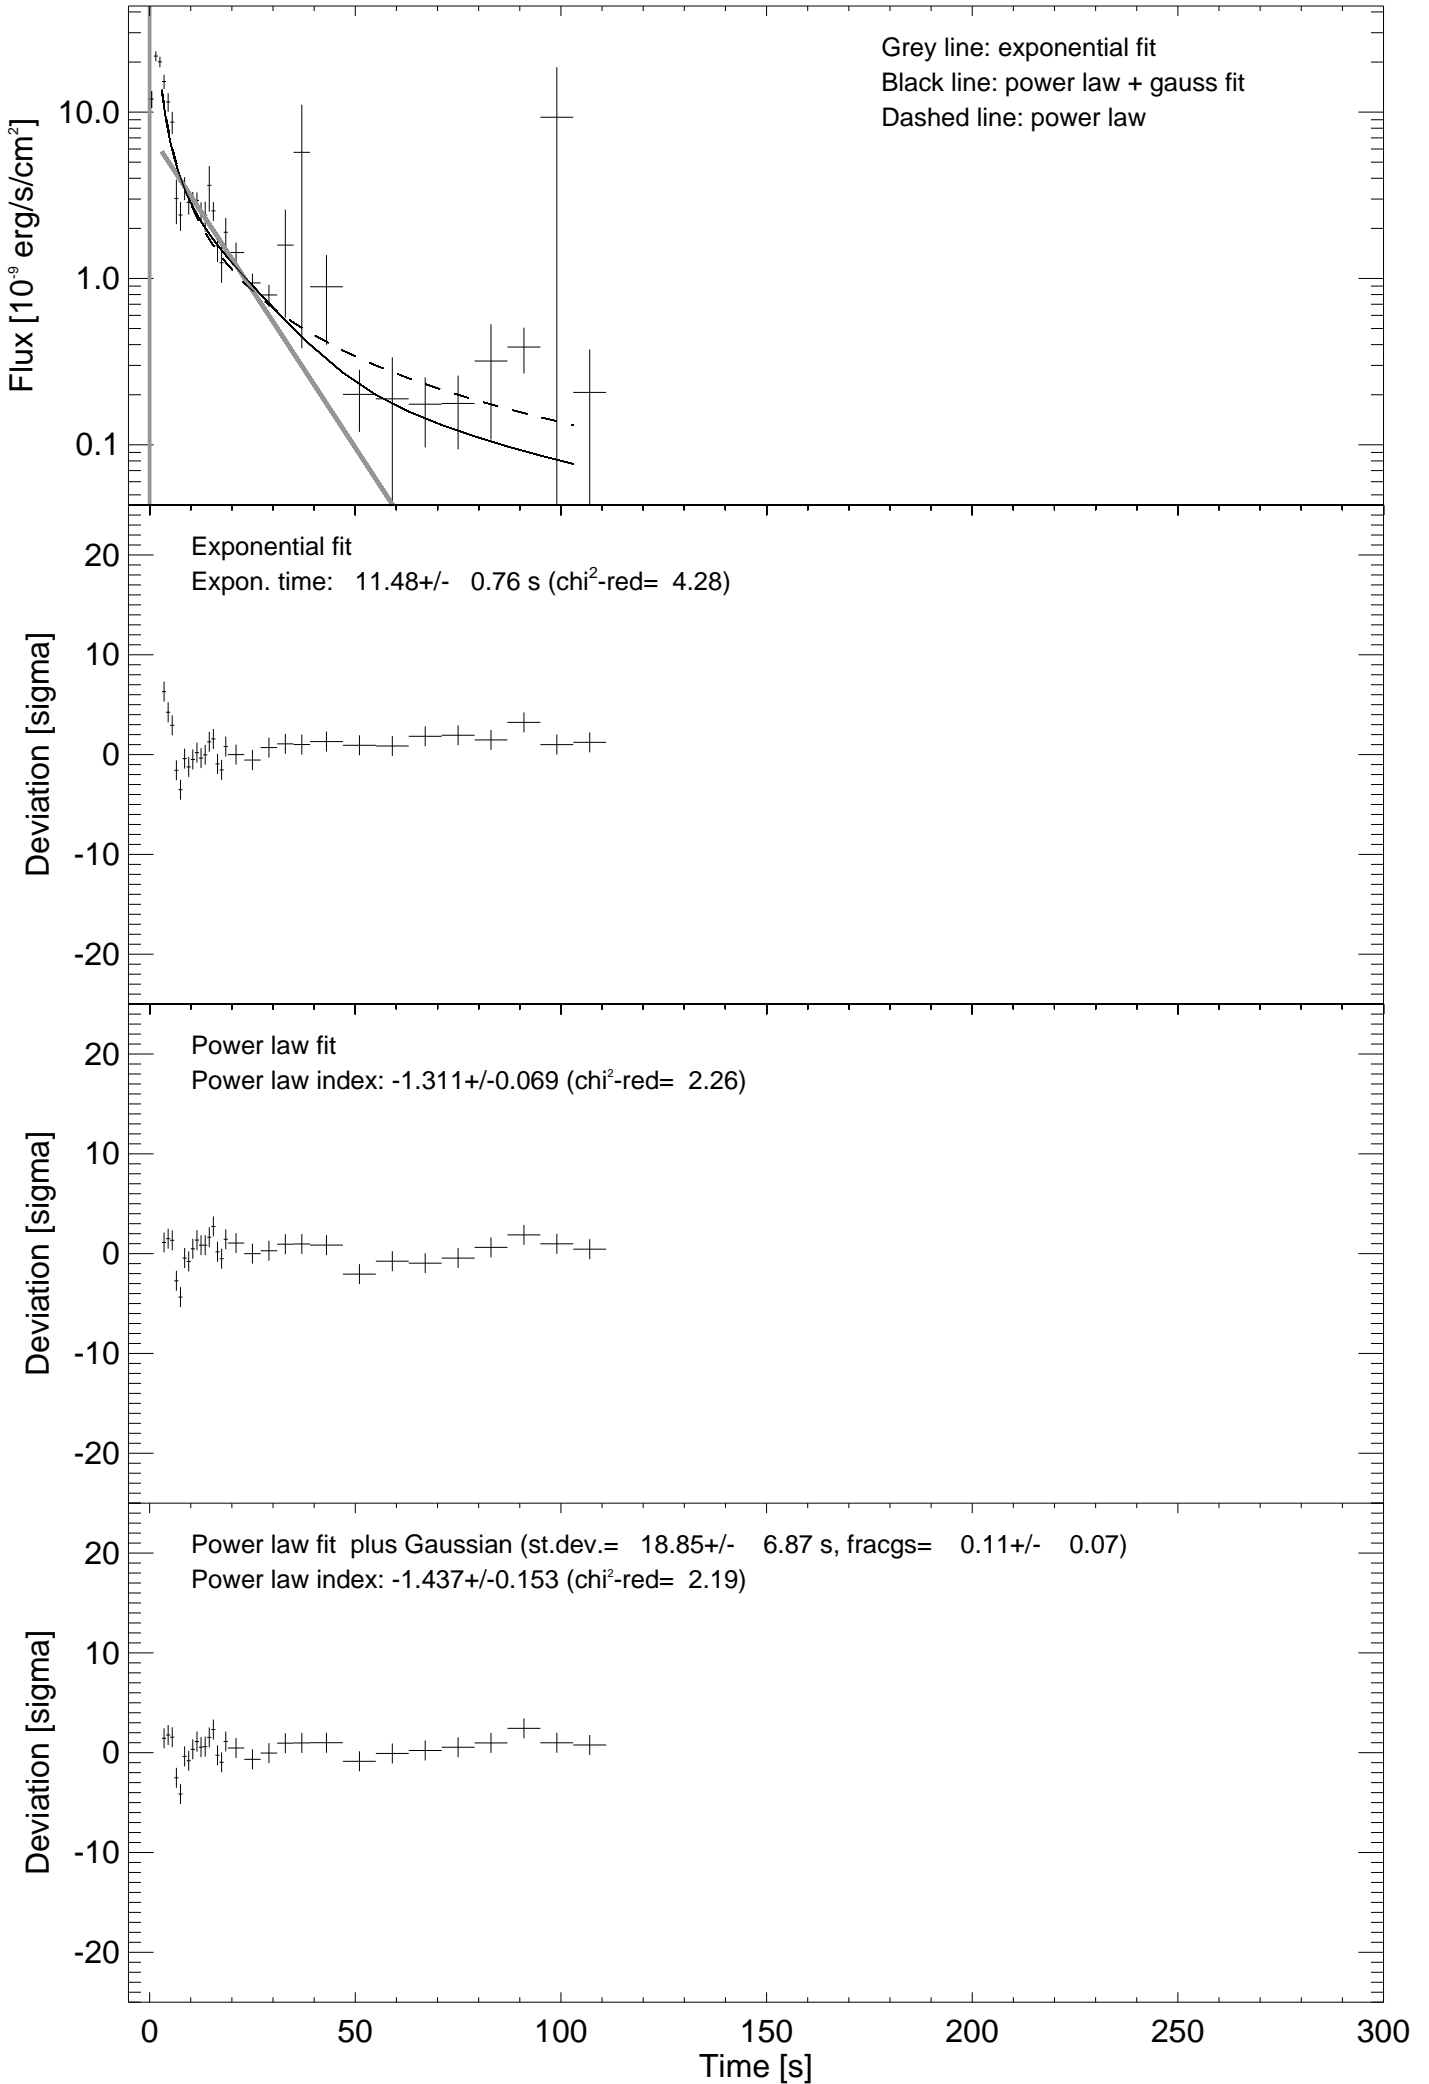 Grey line: exponential fit
Black line: power law + gauss fit
Dashed line: power law
10.0
1.0
0.1
Flux [10⁻⁹ erg/s/cm²]
Exponential fit
Expon. time:   11.48+/-   0.76 s (chi²-red=  4.28)
20
10
0
-10
-20
Deviation [sigma]
Power law fit
Power law index: -1.311+/-0.069 (chi²-red=  2.26)
20
10
0
-10
-20
Deviation [sigma]
Power law fit  plus Gaussian (st.dev.=   18.85+/-   6.87 s, fracgs=   0.11+/-   0.07)
Power law index: -1.437+/-0.153 (chi²-red=  2.19)
20
10
0
-10
-20
Deviation [sigma]
0 50 100 150 200 250 300
Time [s]